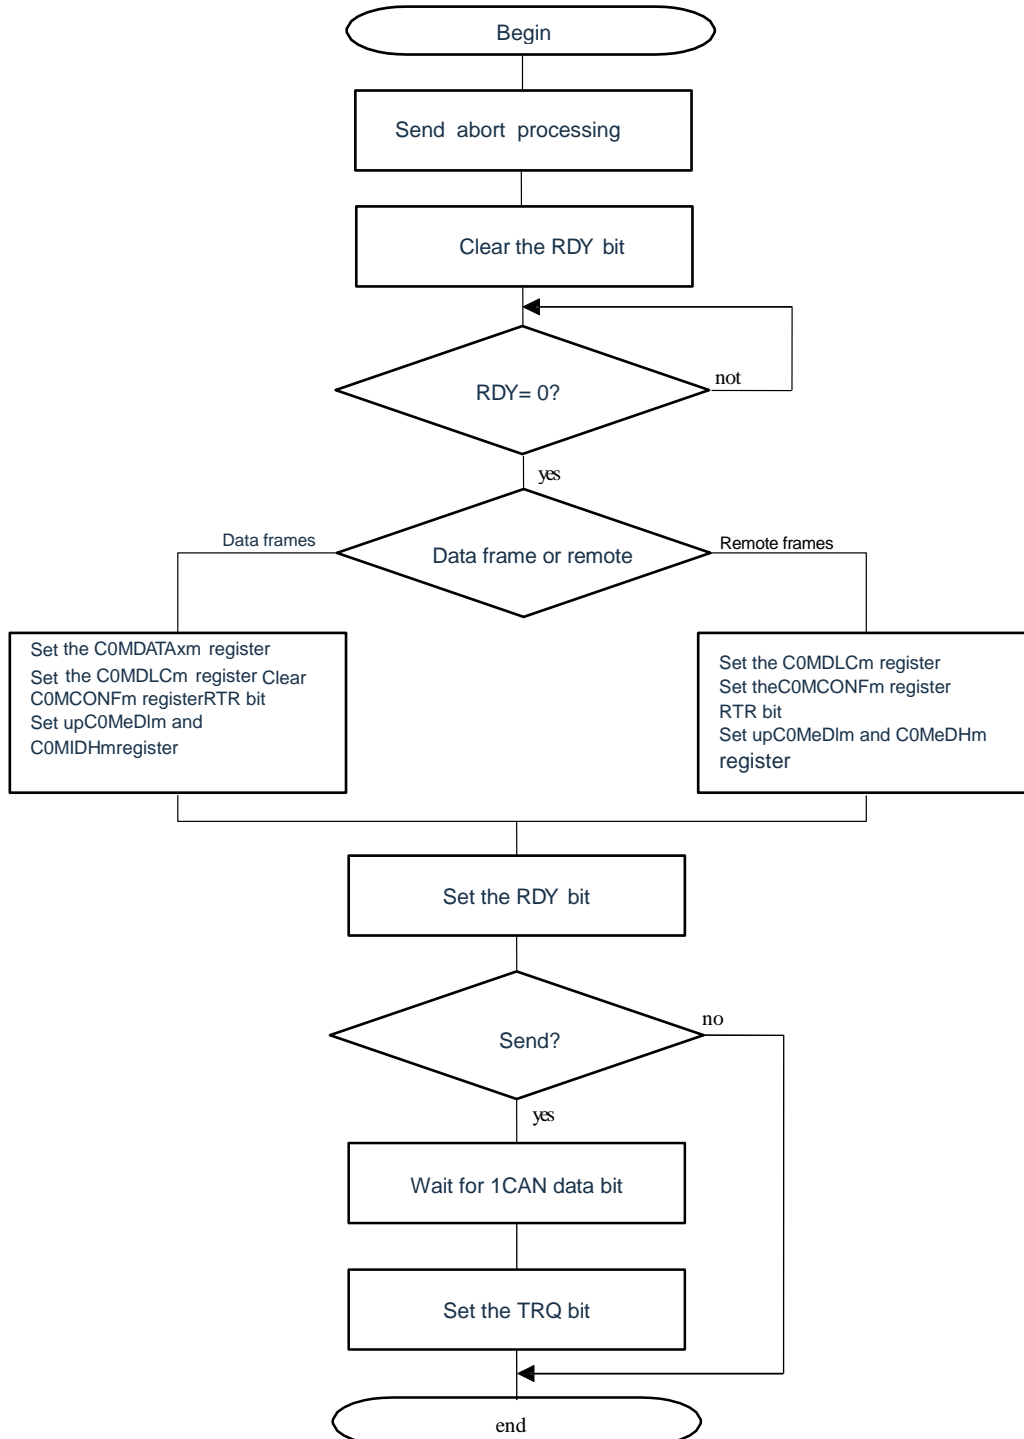 Begin
Send abort processing
Clear the RDY bit
RDY= 0?
not
yes
Data frames
Data frame or remote
Remote frames
Set the C0MDATAxm register
Set the C0MDLCm register Clear
C0MCONFm registerRTR bit
Set upC0MeDlm and
C0MIDHmregister
Set the C0MDLCm register
Set theC0MCONFm register
RTR bit
Set upC0MeDlm and C0MeDHm
register
Set the RDY bit
Send?
no
yes
Wait for 1CAN data bit
Set the TRQ bit
end